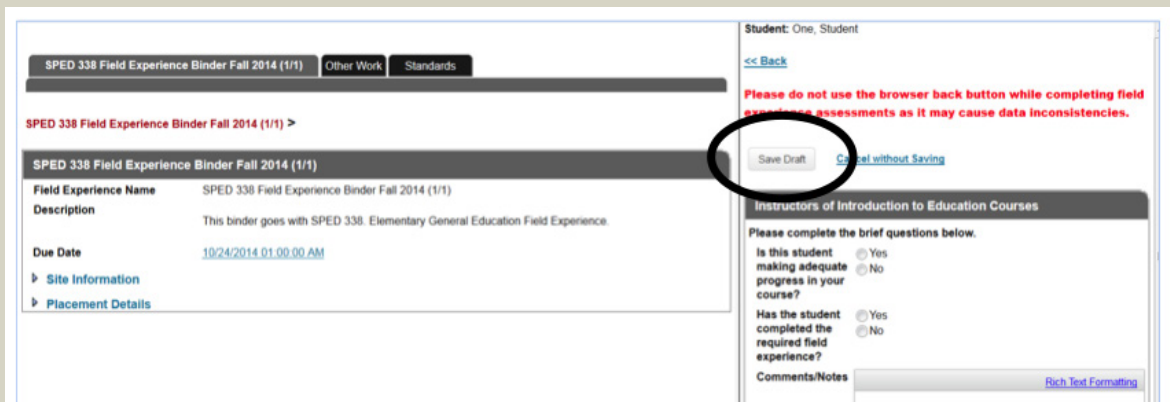 SPED 338 Field Experience Binder Fall 2014 (1/1) Other Work Standards
SPED 338 Field Experience Binder Fall 2014 (1/1) >
SPED 338 Field Experience Binder Fall 2014 (1/1)
Field Experience Name SPED 338 Field Experience Binder Fall 2014 (1/1)
Description
This binder goes with SPED 338. Elementary General Education Field Experience.
Due Date 10/24/2014 01:00:00 AM
Site Information
Placement Details
Student: One, Student
<< Back
Please do not use the browser back button while completing field
experience assessments as it may cause data inconsistencies.
Save Draft Cancel without Saving
Instructors of Introduction to Education Courses
Please complete the brief questions below.
Is this student Yes
making adequate No
progress in your
course?
Has the student Yes
completed the No
required field
experience?
Comments/Notes
Rich Text Formatting